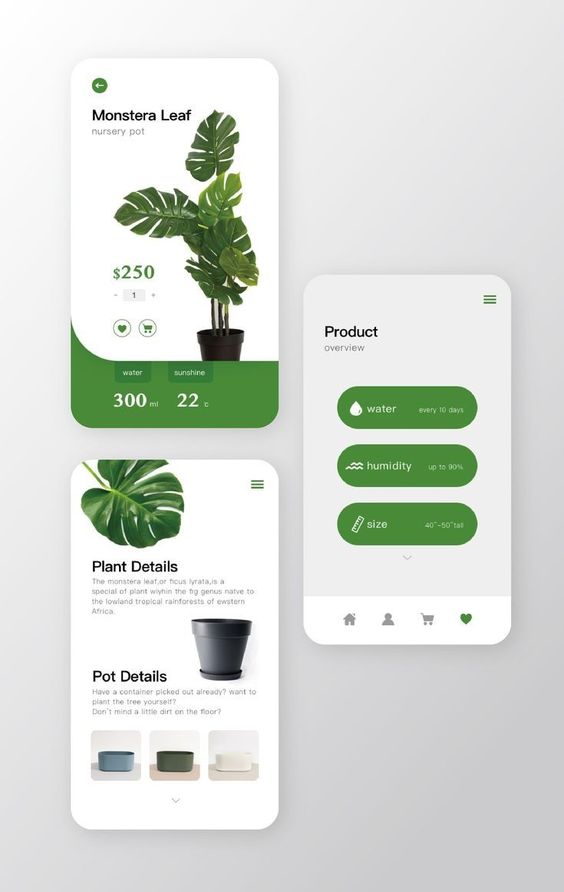 Monstera Leaf
nursery pot
$250
- 1 +
water sunshine
300 ml 22 °c
Product
overview
water every 10 days
humidity up to 90%
size 40"-50"tall
Plant Details
The monstera leaf,or ficus lyrata,is a
special of plant wiyhin the fig genus natve to
the lowland tropical rainforests of ewstern
Africa.
Pot Details
Have a container picked out already? want to
plant the tree yourself?
Don't mind a little dirt on the floor?